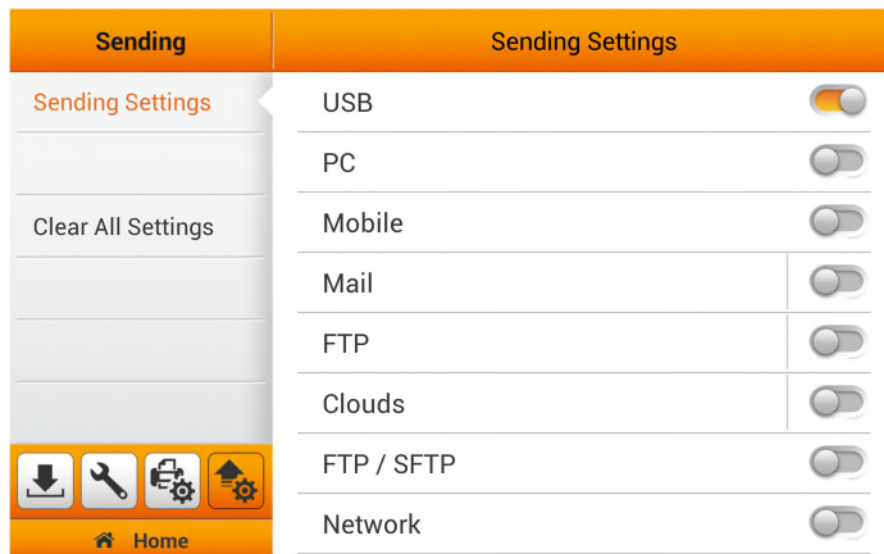 Sending
Sending Settings
Sending Settings
Clear All Settings
Home
USB
PC
Mobile
Mail
FTP
Clouds
FTP / SFTP
Network